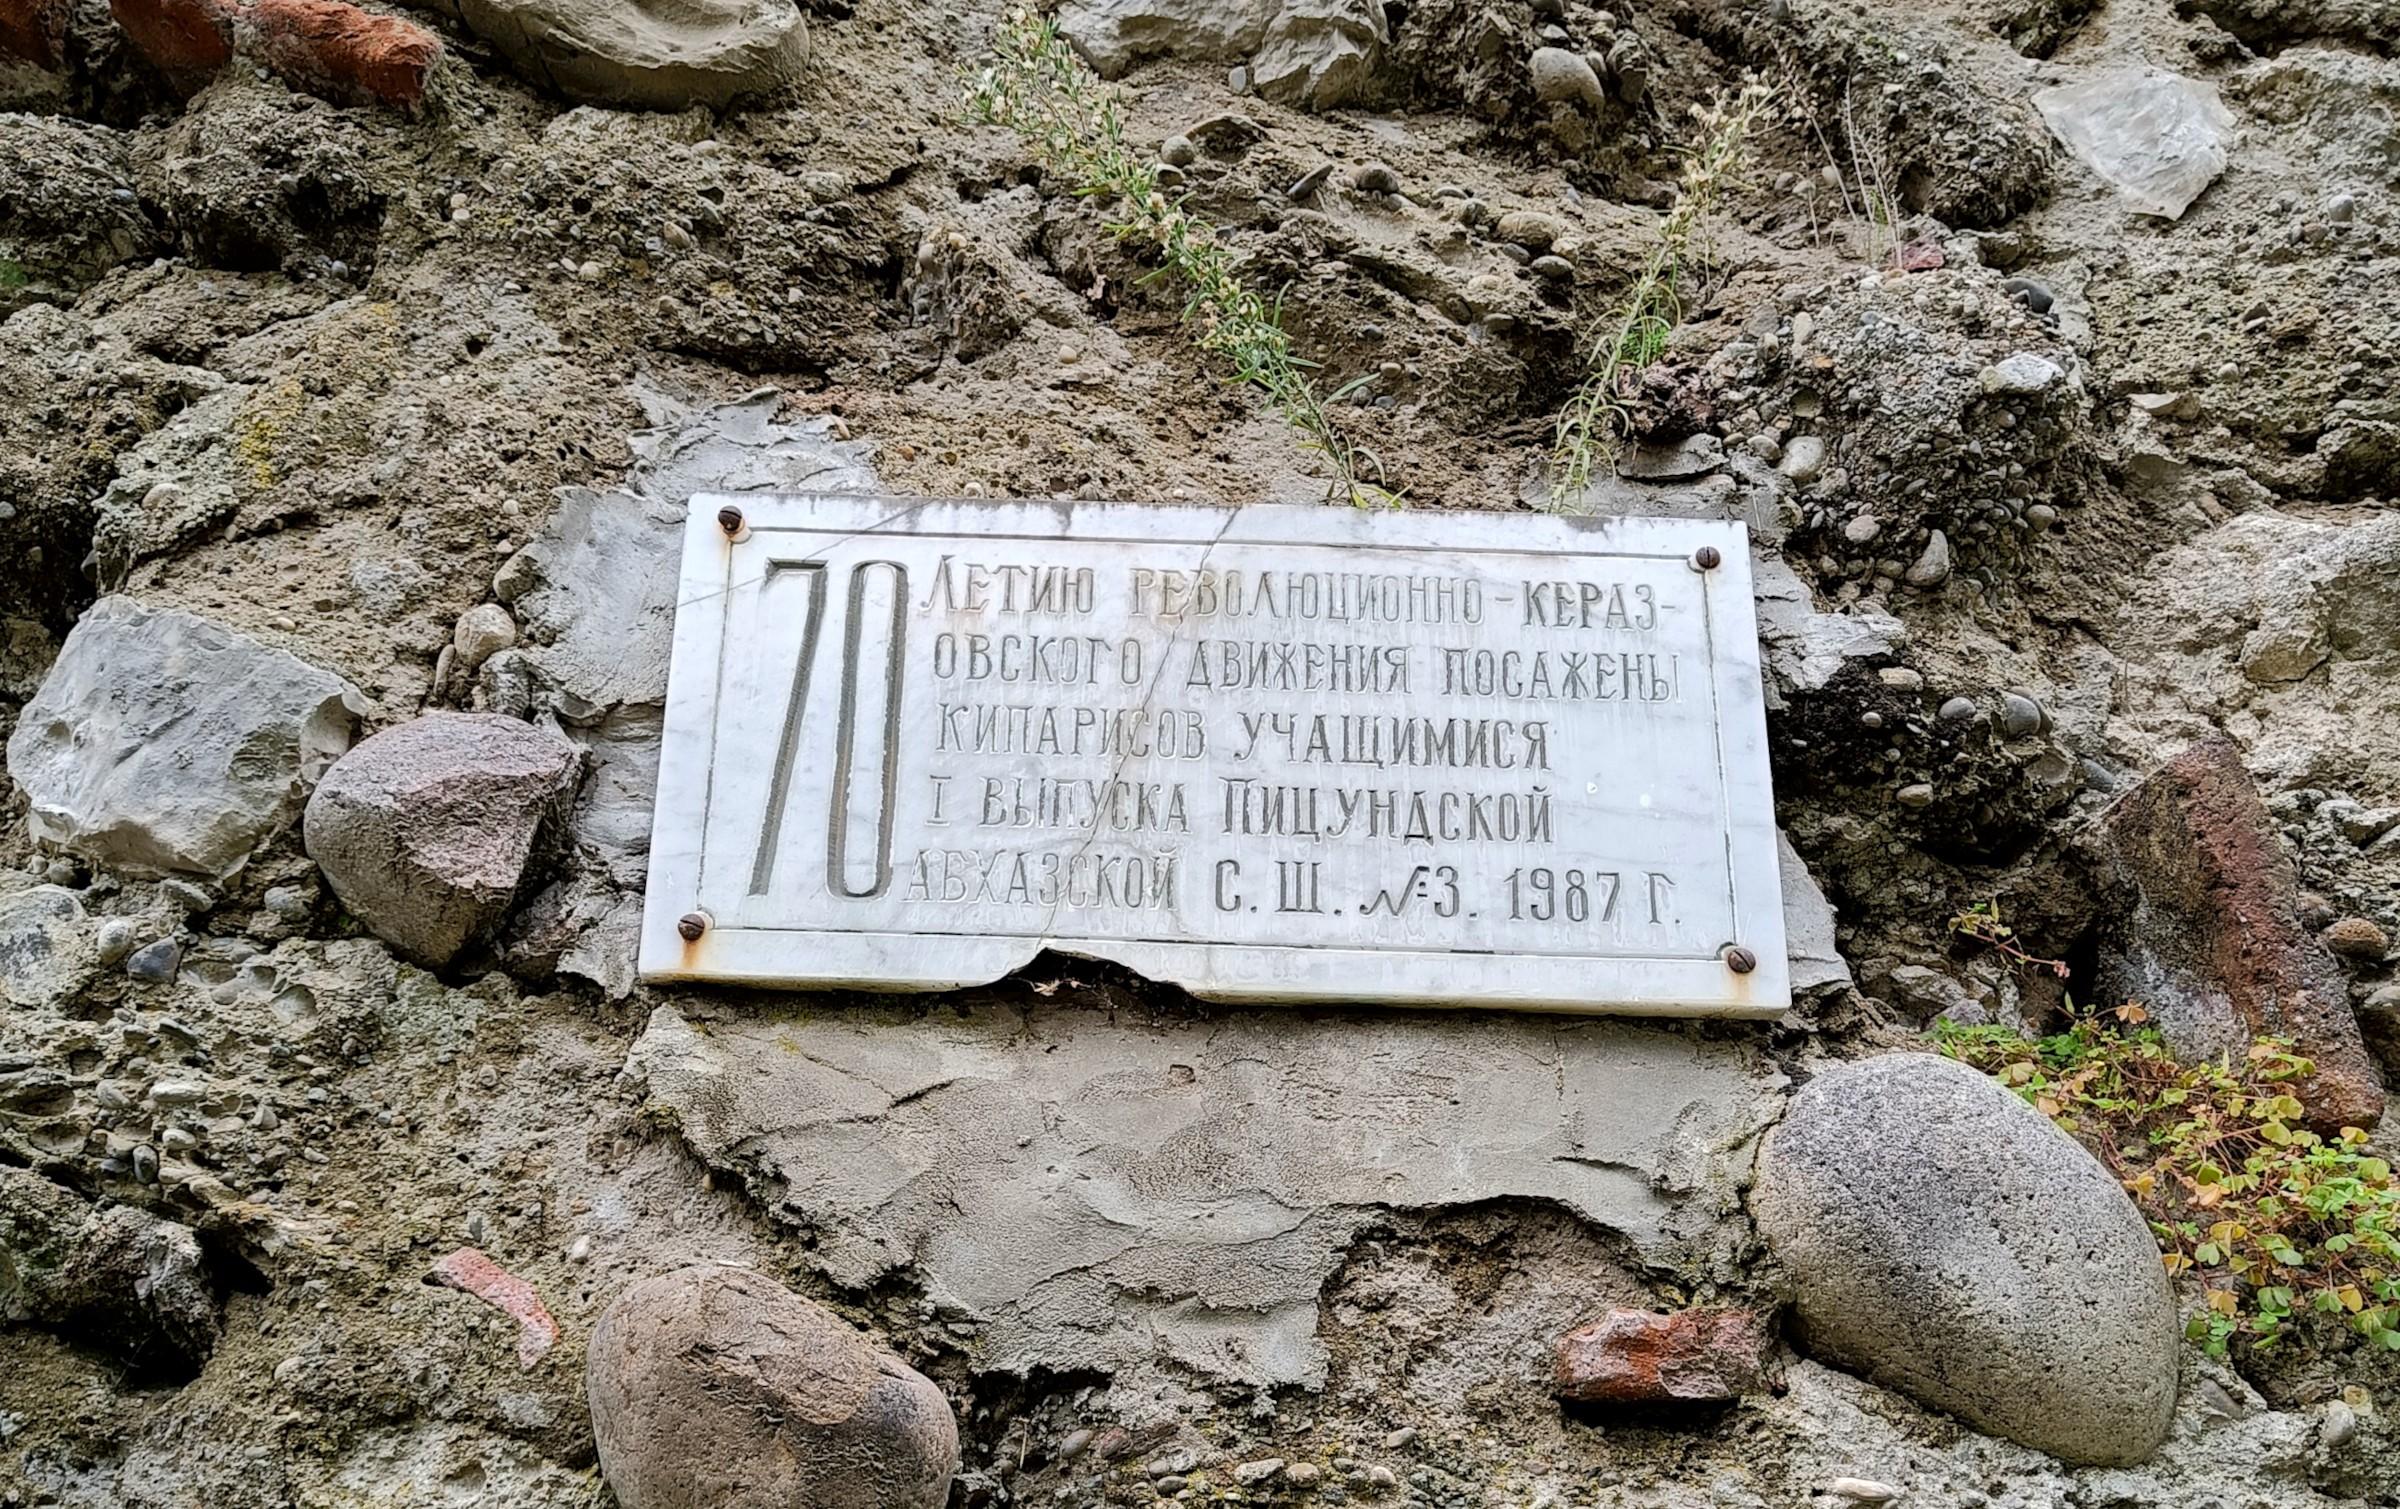 70 ЛЕТИЮ РЕВОЛЮЦИОННО-КЕРАЗ-
ОВСКОГО ДВИЖЕНИЯ ПОСАЖЕНЫ
КИПАРИСОВ УЧАЩИМИСЯ
I ВЫПУСКА ПИЦУНДСКОЙ
АБХАЗСКОЙ С. Ш. №3. 1987 Г.